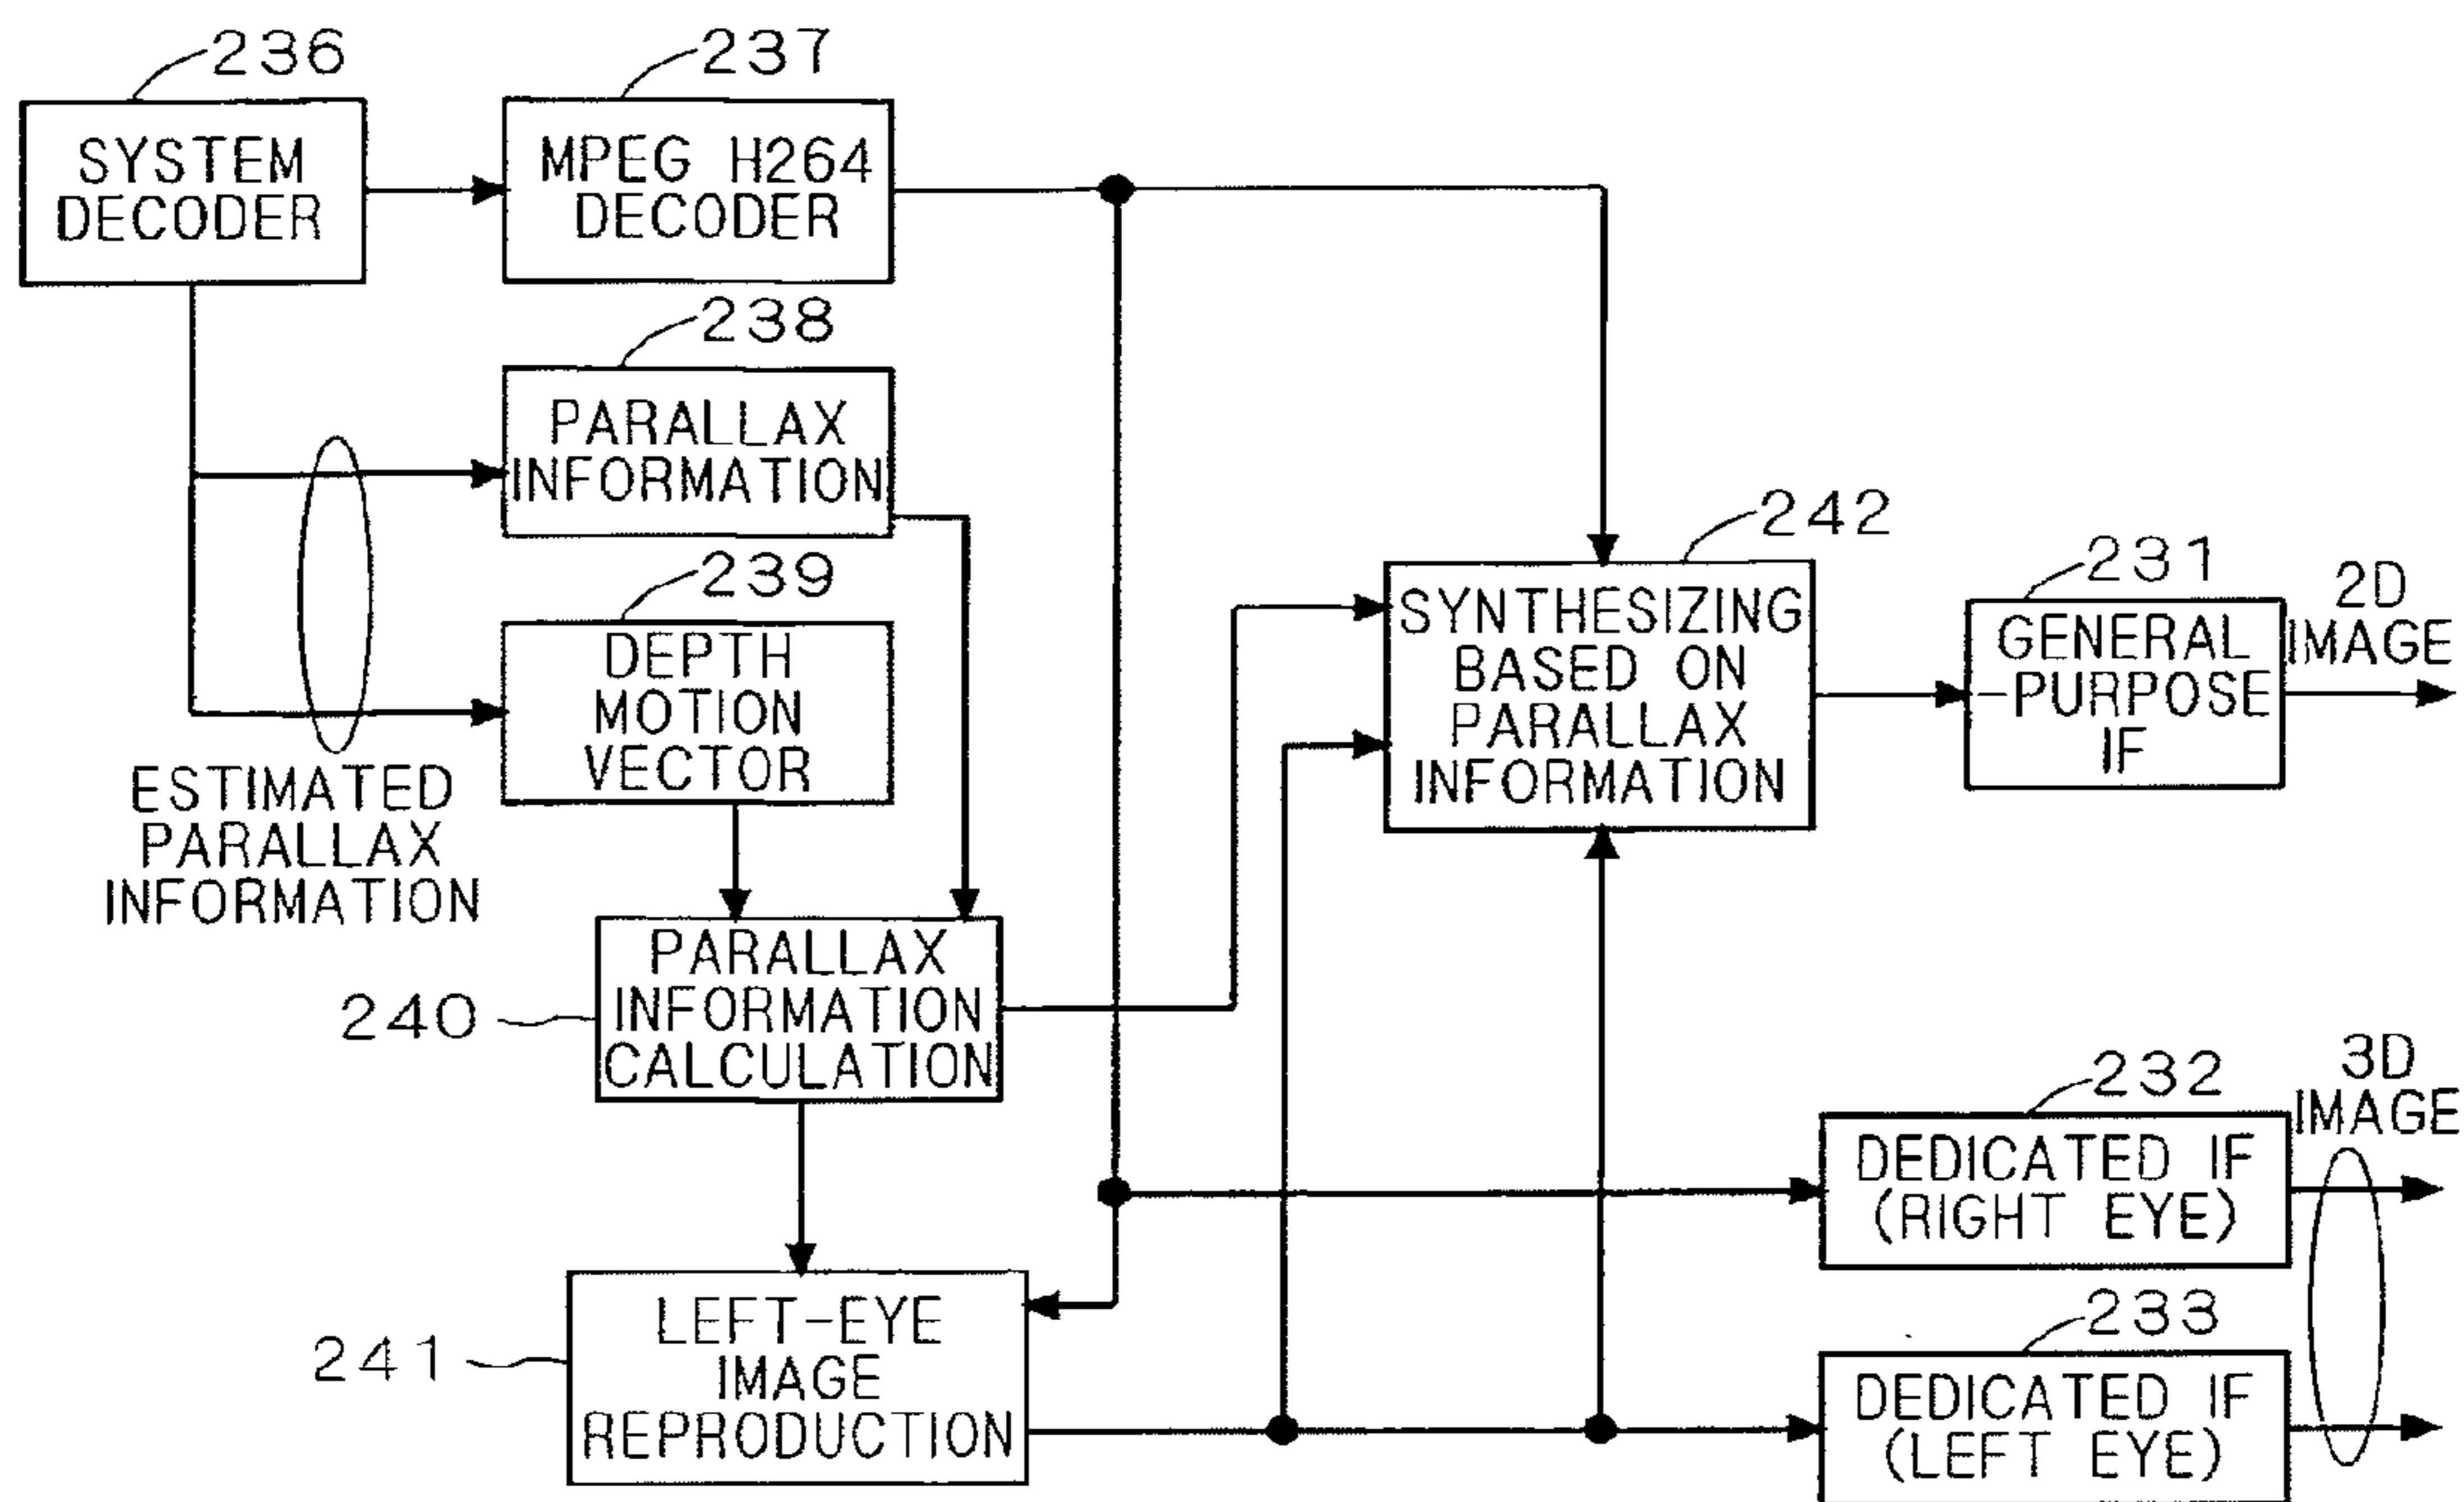 236
SYSTEM
DECODER
237
MPEG H264
DECODER
238
PARALLAX
INFORMATION
239
DEPTH
MOTION
VECTOR
ESTIMATED
PARALLAX
INFORMATION
240
PARALLAX
INFORMATION
CALCULATION
241
LEFT-EYE
IMAGE
REPRODUCTION
242
SYNTHESIZING
BASED ON
PARALLAX
INFORMATION
231
GENERAL
-PURPOSE
IF
2D
IMAGE
232
DEDICATED IF
(RIGHT EYE)
3D
IMAGE
233
DEDICATED IF
(LEFT EYE)